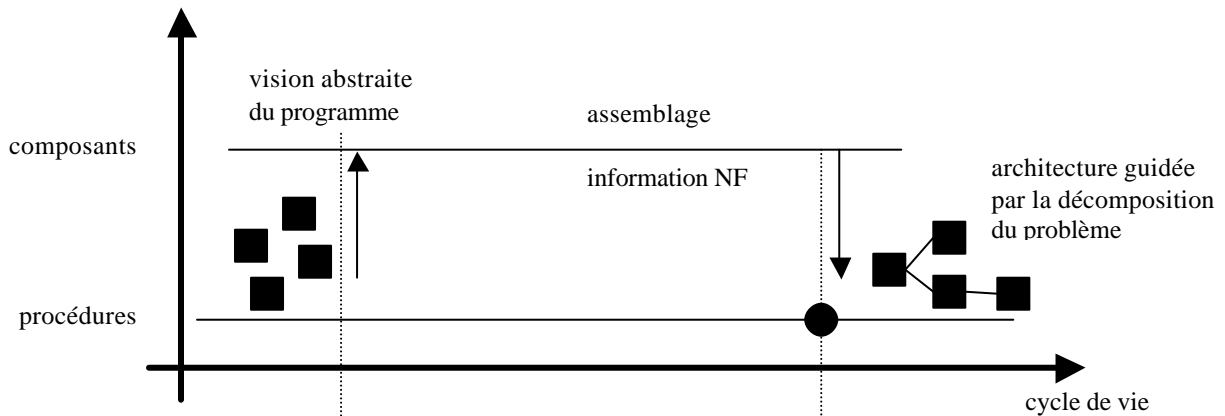 vision abstraite
du programme
assemblage
composants
information NF
architecture guidée
par la décomposition
du problème
procédures
cycle de vie